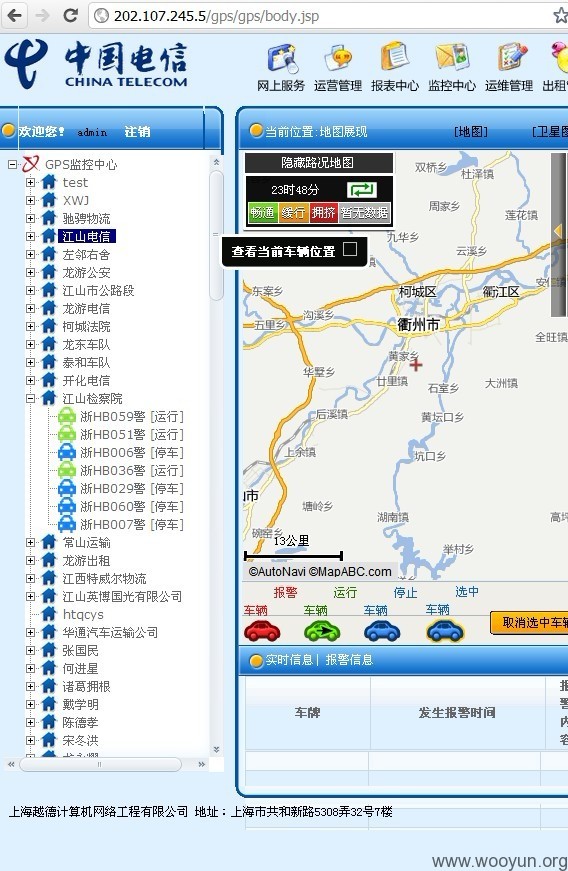 202.107.245.5/gps/gps/body.jsp
中国电信
CHINA TELECOM
网上服务 运营管理 报表中心 监控中心 运维管理 出租
欢迎您! admin 注销
当前位置:地图展现 [地图] [卫星图
GPS监控中心
test
XWJ
驰骋物流
江山电信
左邻右舍
龙游公安
江山市公路段
龙游电信
柯城法院
龙东车队
泰和车队
开化电信
江山检察院
浙HB059警 [运行]
浙HB051警 [运行]
浙HB006警 [停车]
浙HB036警 [运行]
浙HB029警 [停车]
浙HB060警 [停车]
浙HB007警 [停车]
常山运输
龙游出租
江西特威尔物流
江山英博国光有限公司
htqcys
华通汽车运输公司
张国民
何进星
诸葛拥根
戴学明
陈德孝
宋冬洪
隐藏路况地图
23时48分
畅通 缓行 拥挤 暂无数据
查看当前车辆位置
双桥乡
杜泽镇
周家乡
莲花镇
九华乡
云溪乡
安仁
东案乡
柯城区
衢江区
沟溪乡
五里乡
衢州市
全旺镇
黄家乡
华墅乡
廿里镇
石室乡
大洲镇
后溪镇
黄坛口乡
上余镇
坑口乡
山市
塘岭乡
湖南镇
高坪
碗窑乡
举村乡
13公里
©AutoNavi ©MapABC.com
报警车辆 运行车辆 停止车辆 选中车辆
取消选中车辆
实时信息| 报警信息
车牌 发生报警时间 报警内容
上海越德计算机网络工程有限公司 地址：上海市共和新路5308弄32号7楼
www.wooyun.org